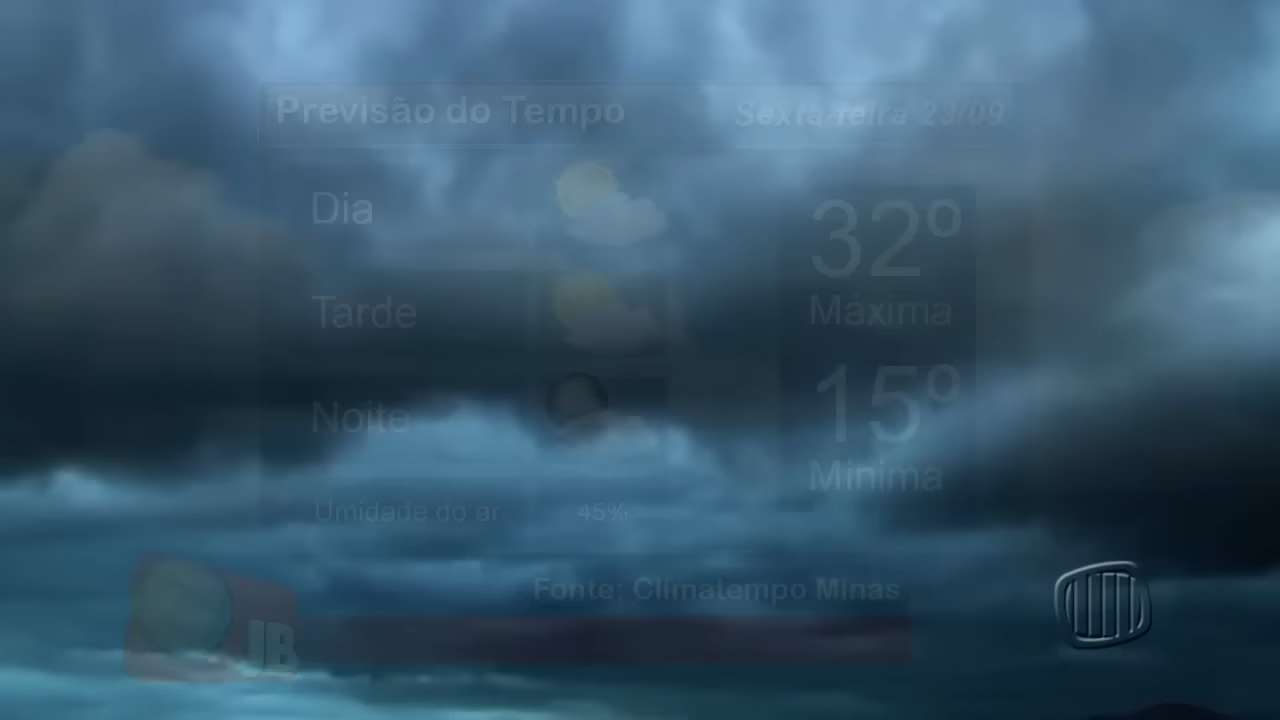 Previsão do Tempo
Sexta-feira 23/09
Dia
32º
Máxima
Tarde
Noite
15º
Mínima
Umidade do ar 45%
Fonte: Climatempo Minas
JB